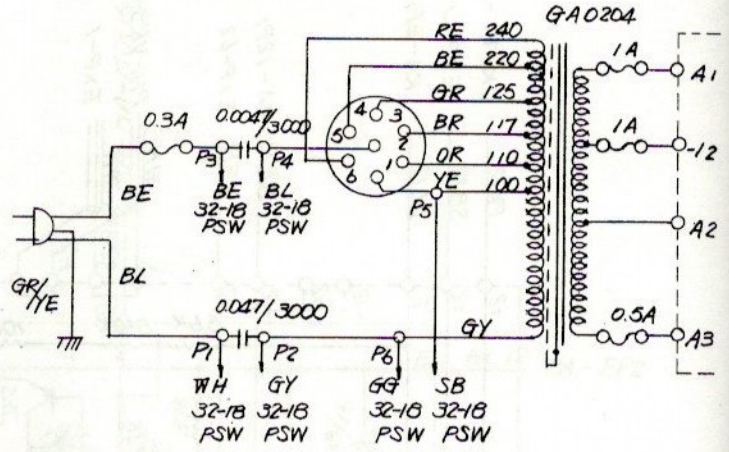 GA0204
RE 240
BE 220
GR 125
BR 117
OR 110
YE 100
1A
A1
1A
-12
A2
0.5A
A3
0.3A
0.0047/3000
P3
P4
4
3
5
2
6
1
P5
BE
BE
32-18
PSW
BL
32-18
PSW
BL
GR/YE
0.047/3000
GY
P1
P2
P6
WH
32-18
PSW
GY
32-18
PSW
GG
32-18
PSW
SB
32-18
PSW